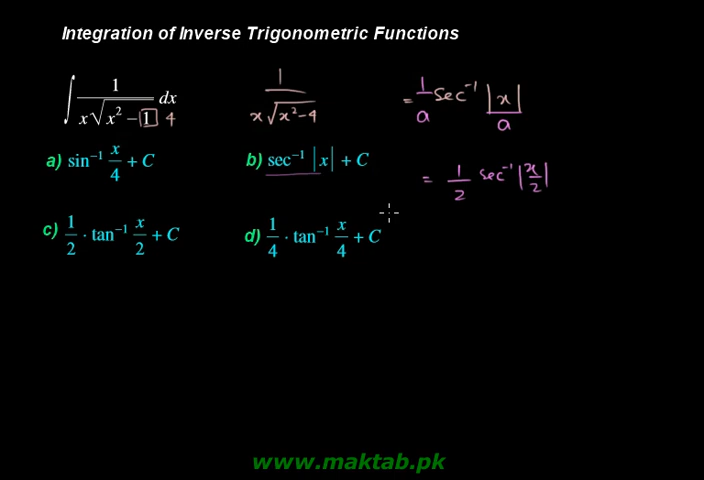 Integration of Inverse Trigonometric Functions
∫ 1/(x√(x² − 1)) dx 4
1/(x√(x²−4))
= 1/a sec⁻¹ |x|/a
a) sin⁻¹ x/4 + C
b) sec⁻¹ |x| + C
= 1/2 sec⁻¹ |x/2|
c) 1/2 · tan⁻¹ x/2 + C
d) 1/4 · tan⁻¹ x/4 + C
www.maktab.pk